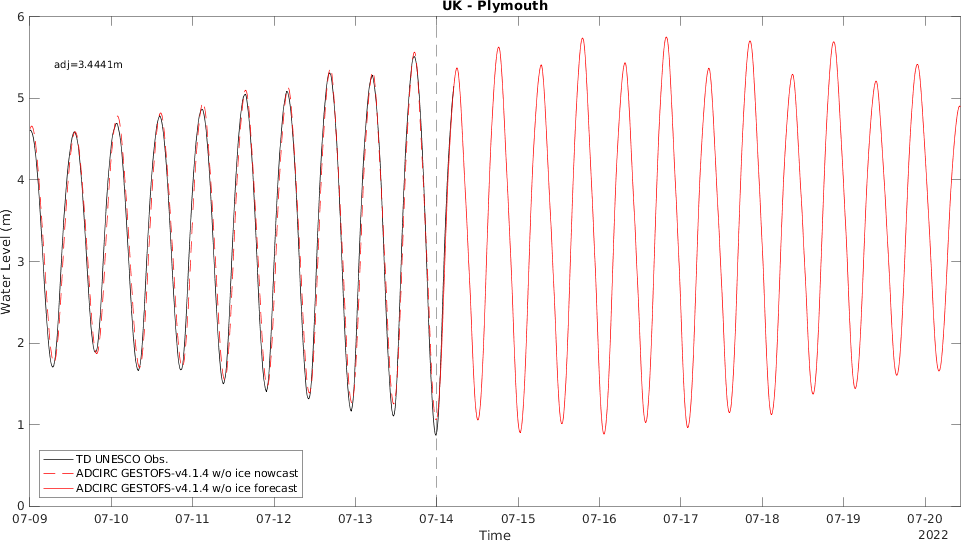 UK - Plymouth
adj=3.4441m
6
5
4
3
2
1
0
Water Level (m)
TD UNESCO Obs.
ADCIRC GESTOFS-v4.1.4 w/o ice nowcast
ADCIRC GESTOFS-v4.1.4 w/o ice forecast
07-09 07-10 07-11 07-12 07-13 07-14 07-15 07-16 07-17 07-18 07-19 07-20
Time
2022